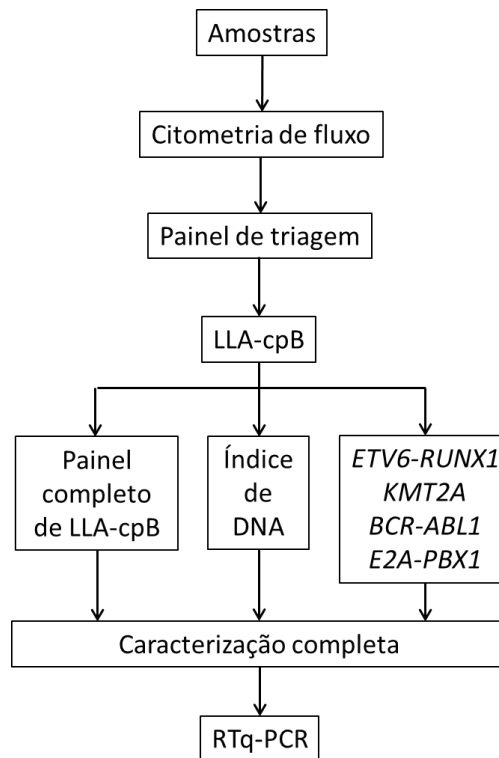 Amostras
Citometria de fluxo
Painel de triagem
LLA-cpB
Painel
completo
de LLA-cpB
Índice
de
DNA
ETV6-RUNX1
KMT2A
BCR-ABL1
E2A-PBX1
Caracterização completa
RTq-PCR